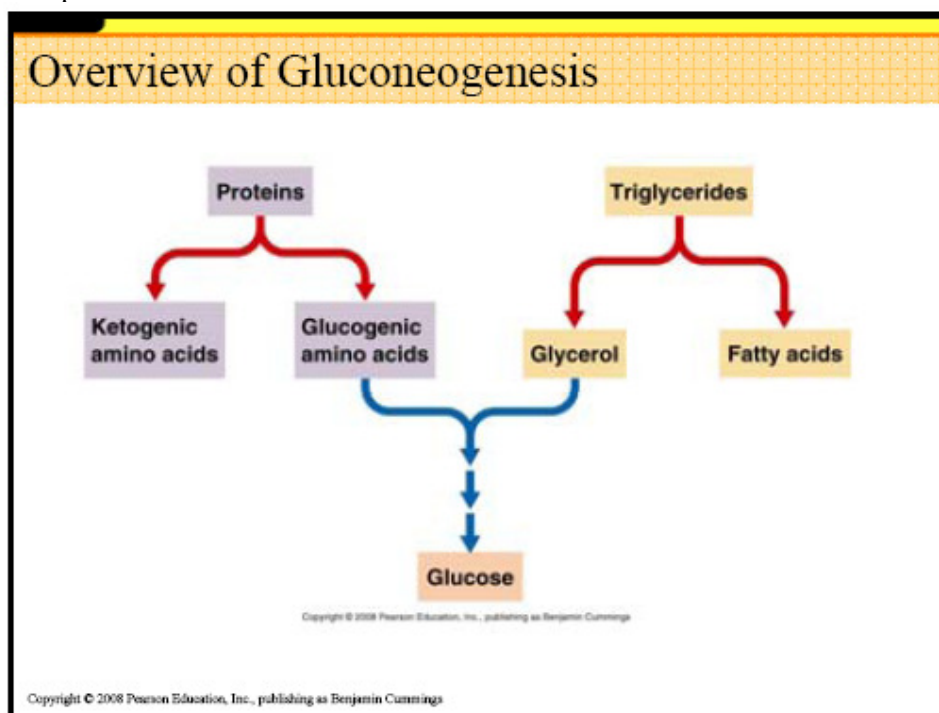 Overview of Gluconeogenesis
Proteins
Triglycerides
Ketogenic
amino acids
Glucogenic
amino acids
Glycerol
Fatty acids
Glucose
Copyright © 2008 Pearson Education, Inc., publishing as Benjamin Cummings
Copyright © 2008 Pearson Education, Inc., publishing as Benjamin Cummings